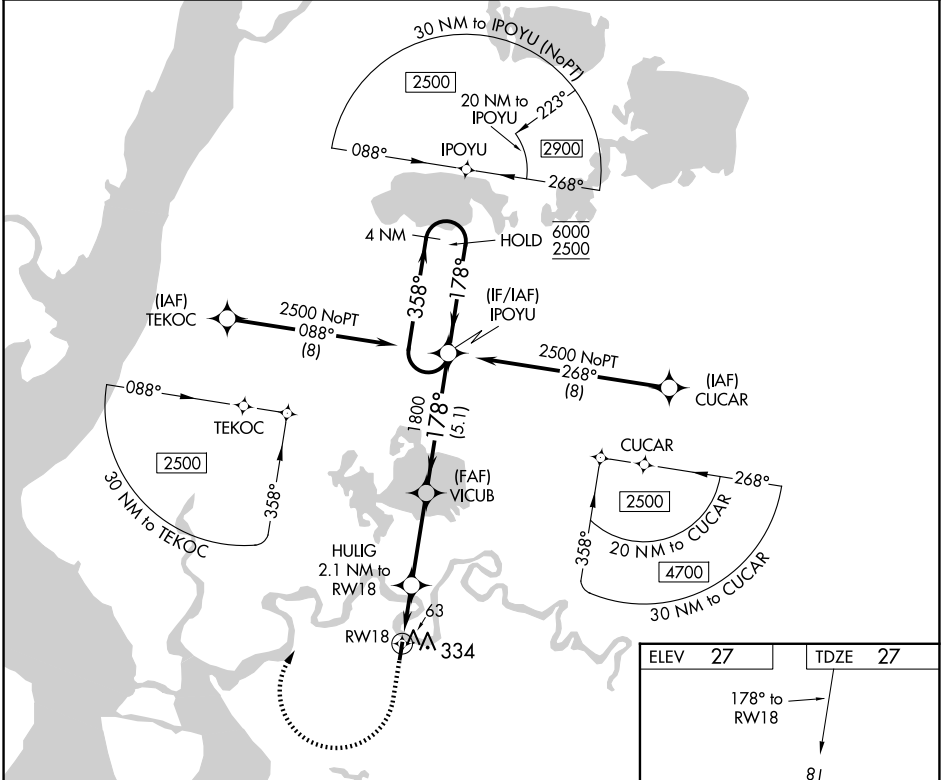 30 NM to IPOYU (NoPT)
2500
20 NM to
IPOYU
223°
2900
088°
IPOYU
268°
4 NM
HOLD
6000
2500
358°
178°
(IF/IAF)
IPOYU
(IAF)
TEKOC
2500 NoPT
088°
(8)
2500 NoPT
268°
(8)
(IAF)
CUCAR
1800
178°
(5.1)
088°
TEKOC
2500
358°
30 NM to TEKOC
(FAF)
VICUB
CUCAR
268°
2500
358°
20 NM to CUCAR
4700
30 NM to CUCAR
HULIG
2.1 NM to
RW18
63
RW18
334
ELEV 27
TDZE 27
178° to
RW18
81